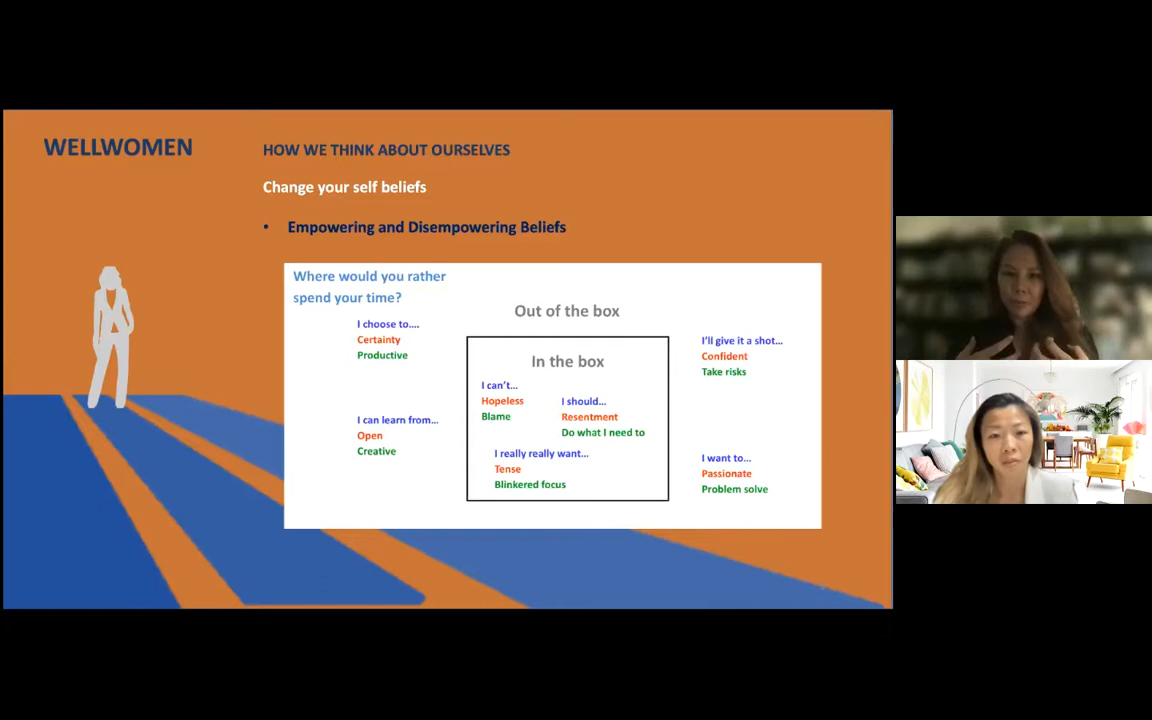 WELLWOMEN
HOW WE THINK ABOUT OURSELVES
Change your self beliefs
• Empowering and Disempowering Beliefs
Where would you rather
spend your time?
Out of the box
I choose to....
Certainty
Productive
I can learn from...
Open
Creative
In the box
I can't...
Hopeless
Blame
I should...
Resentment
Do what I need to
I really really want...
Tense
Blinkered focus
I'll give it a shot...
Confident
Take risks
I want to...
Passionate
Problem solve